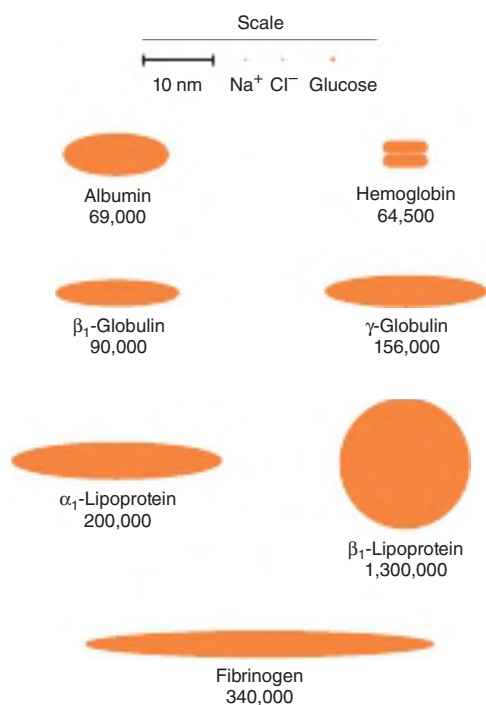 Scale
10 nm Na⁺ Cl⁻ Glucose
Albumin
69,000
Hemoglobin
64,500
β₁-Globulin
90,000
γ-Globulin
156,000
α₁-Lipoprotein
200,000
β₁-Lipoprotein
1,300,000
Fibrinogen
340,000